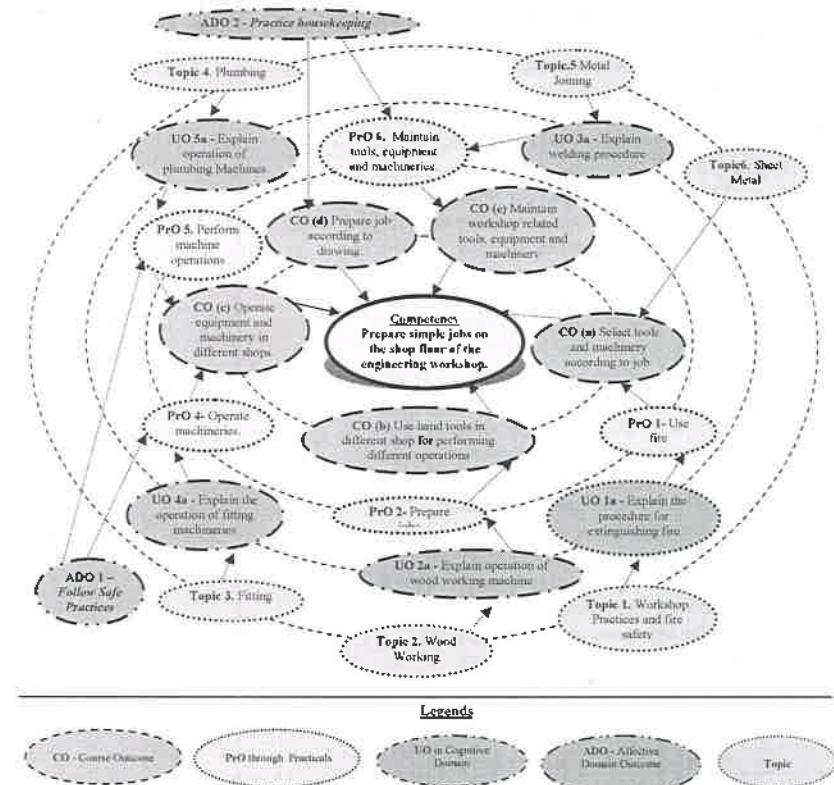 ADO 2 - Practice housekeeping
Topic 4. Plumbing
Topic.5 Metal
Joining
UO 5a - Explain
operation of
plumbing Machines
PrO 6. Maintain
tools, equipment
and machineries.
UO 3a - Explain
welding procedure
Topic6. Sheet
Metal
PrO 5. Perform
machine
operations
CO (d) Prepare job
according to
drawing
CO (e) Maintain
workshop related
tools, equipment and
machinery
CO (c) Operate
equipment and
machinery in
different shops
Competency
Prepare simple jobs on
the shop floor of the
engineering workshop.
CO (a) Select tools
and machinery
according to job
PrO 4- Operate
machineries.
CO (b) Use hand tools in
different shop for performing
different operations
PrO 1- Use
fire
UO 4a - Explain the
operation of fitting
machineries
PrO 2- Prepare
UO 1a - Explain the
procedure for
extinguishing fire
ADO 1 –
Follow Safe
Practices
Topic 3. Fitting
UO 2a - Explain operation of
wood working machine
Topic 2. Wood
Working
Topic 1. Workshop
Practices and fire
safety
Legends
CO - Course Outcome
PrO through Practicals
UO in Cognitive
Domain
ADO - Affective
Domain Outcome
Topic